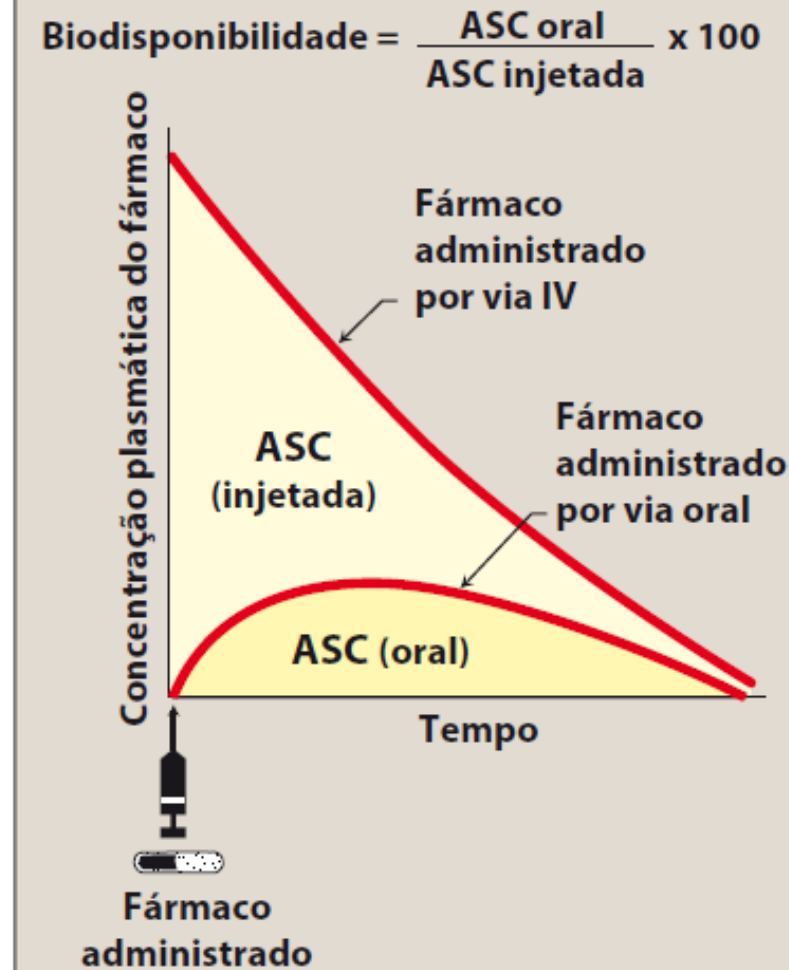 Biodisponibilidade = ASC oral x 100
ASC injetada
Concentração plasmática do fármaco
Fármaco
administrado
por via IV
Fármaco
administrado
por via oral
ASC
(injetada)
ASC (oral)
Tempo
Fármaco
administrado